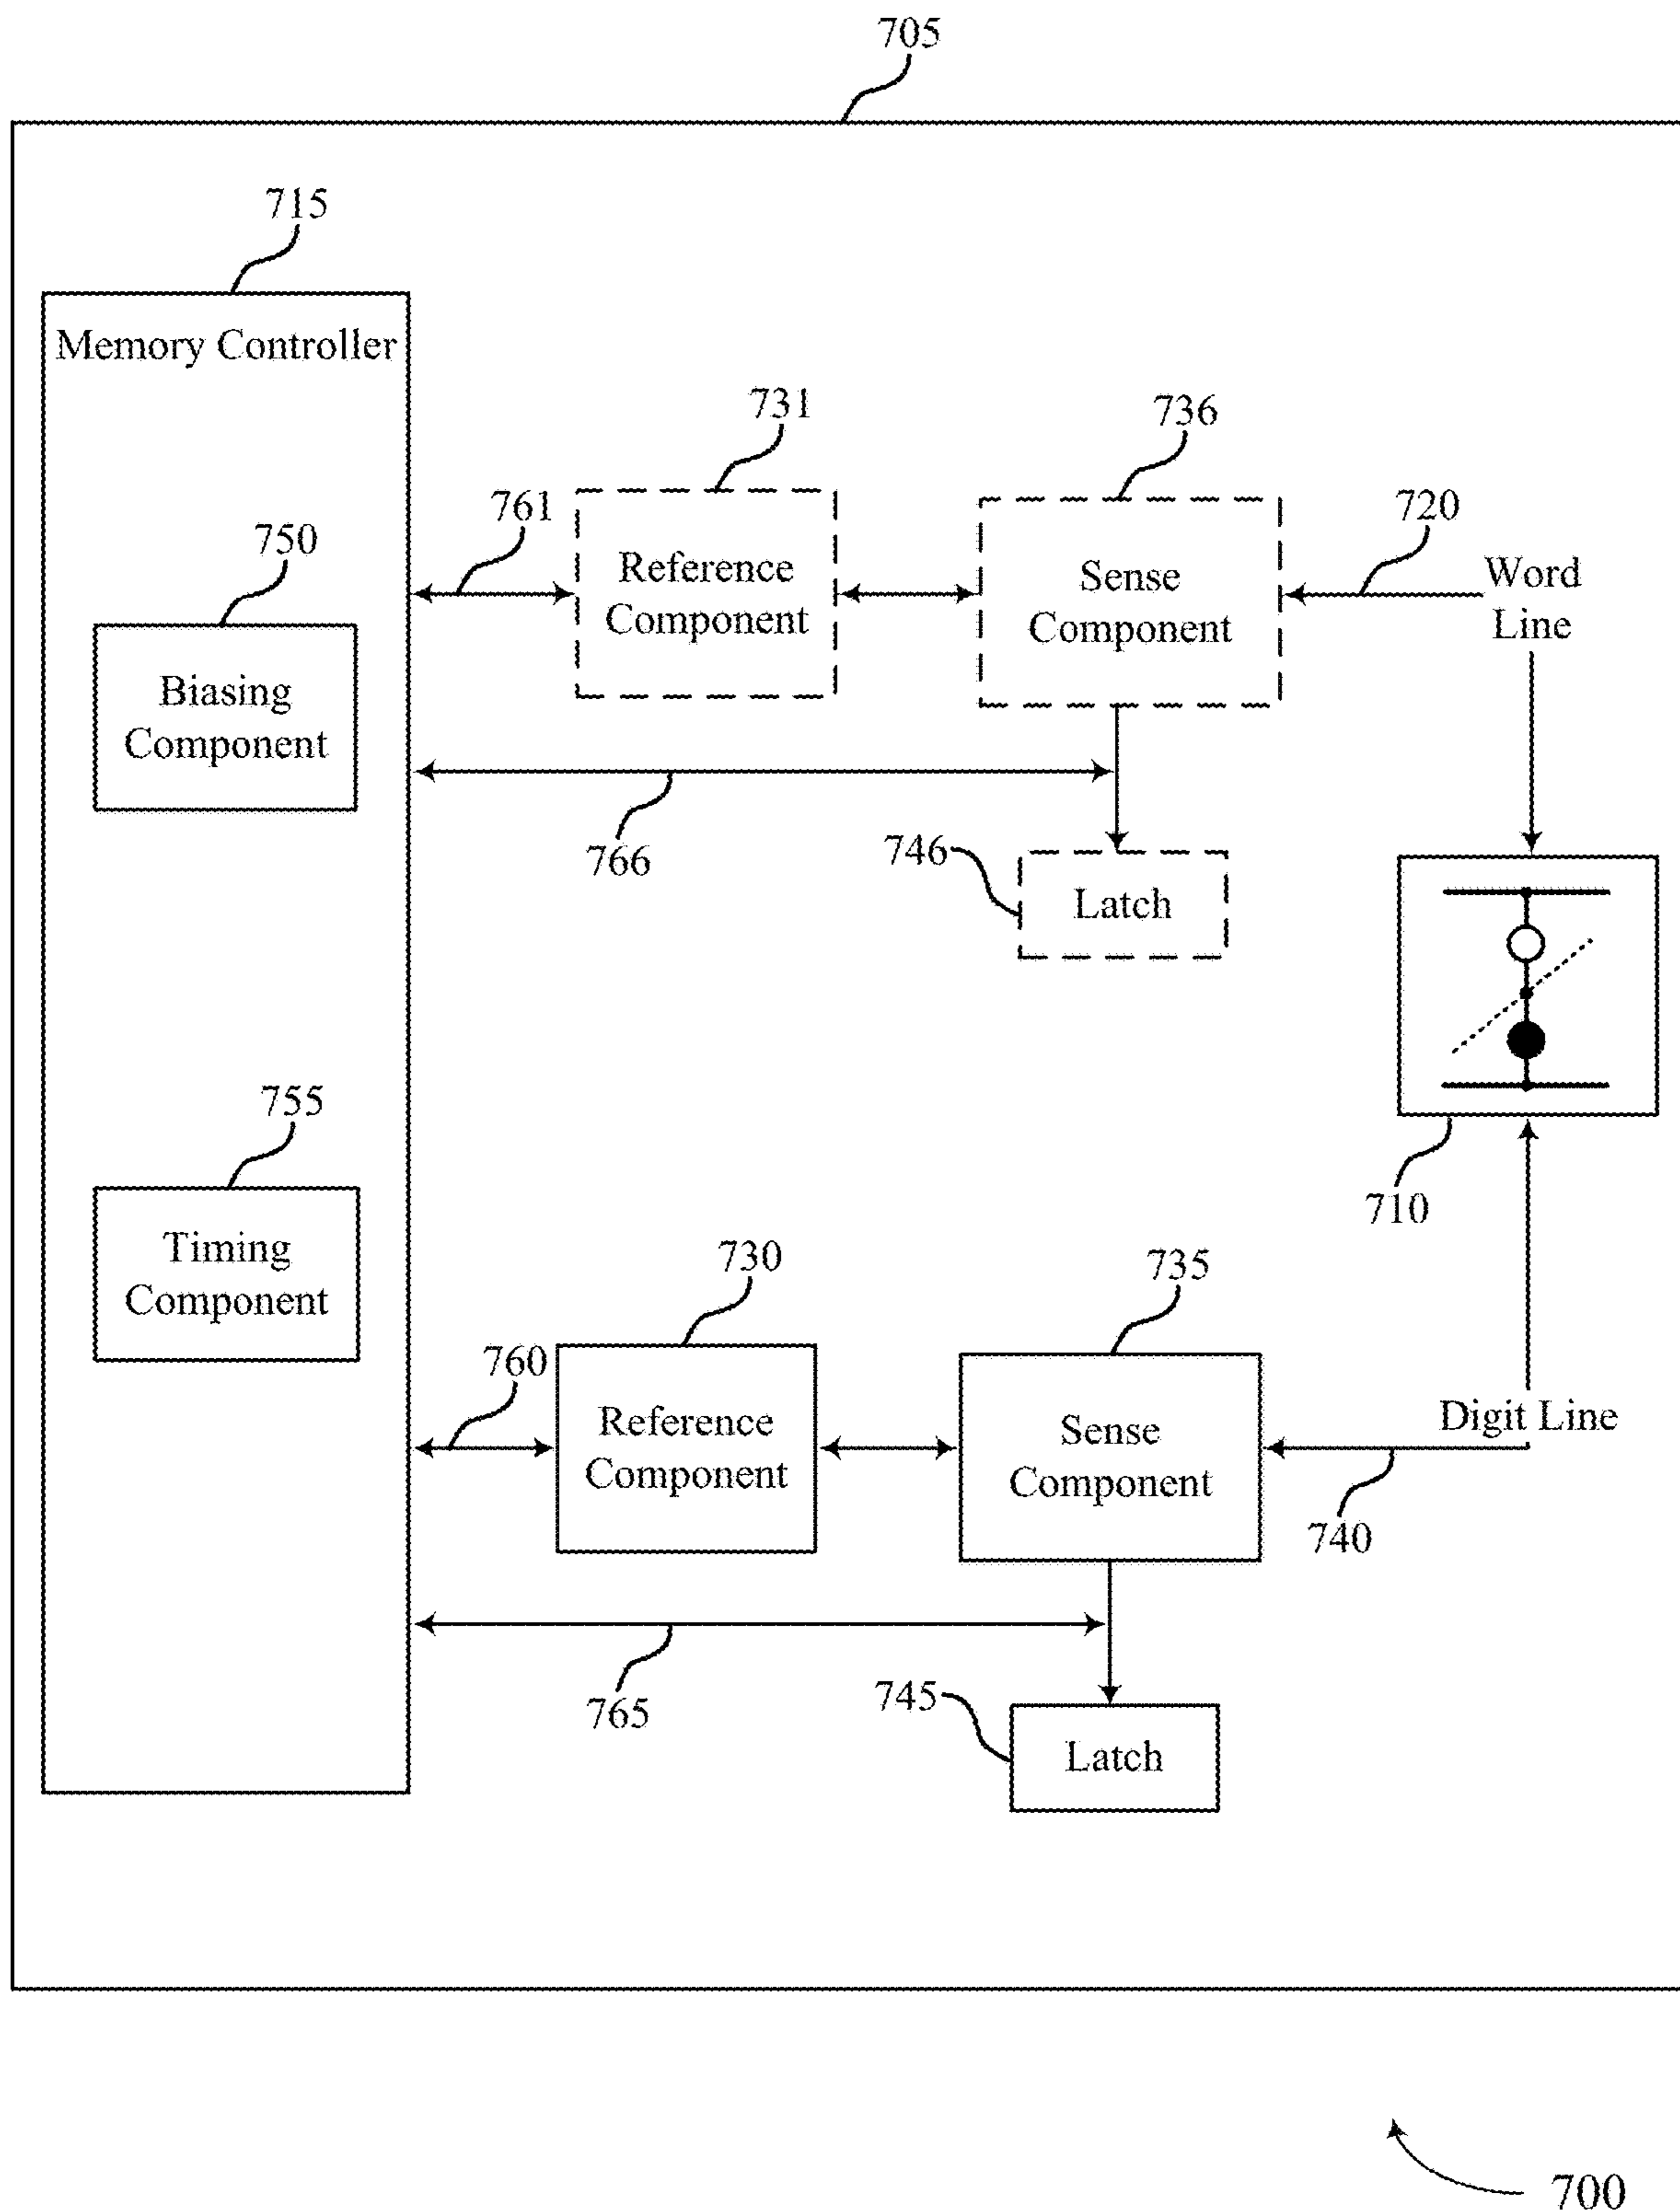 705
715
Memory Controller
731
736
761
720
750
Reference
Component
Sense
Component
Word
Line
Biasing
Component
766
746
Latch
755
710
Timing
Component
730
735
760
Reference
Component
Sense
Component
Digit Line
740
765
745
Latch
700